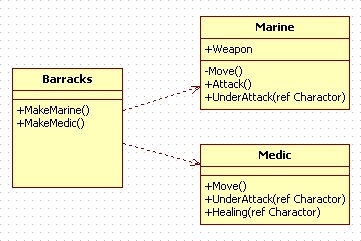 Barracks
+MakeMarine()
+MakeMedic()
Marine
+Weapon
-Move()
+Attack()
+UnderAttack(ref Charactor)
Medic
+Move()
+UnderAttack(ref Charactor)
+Healing(ref Charactor)